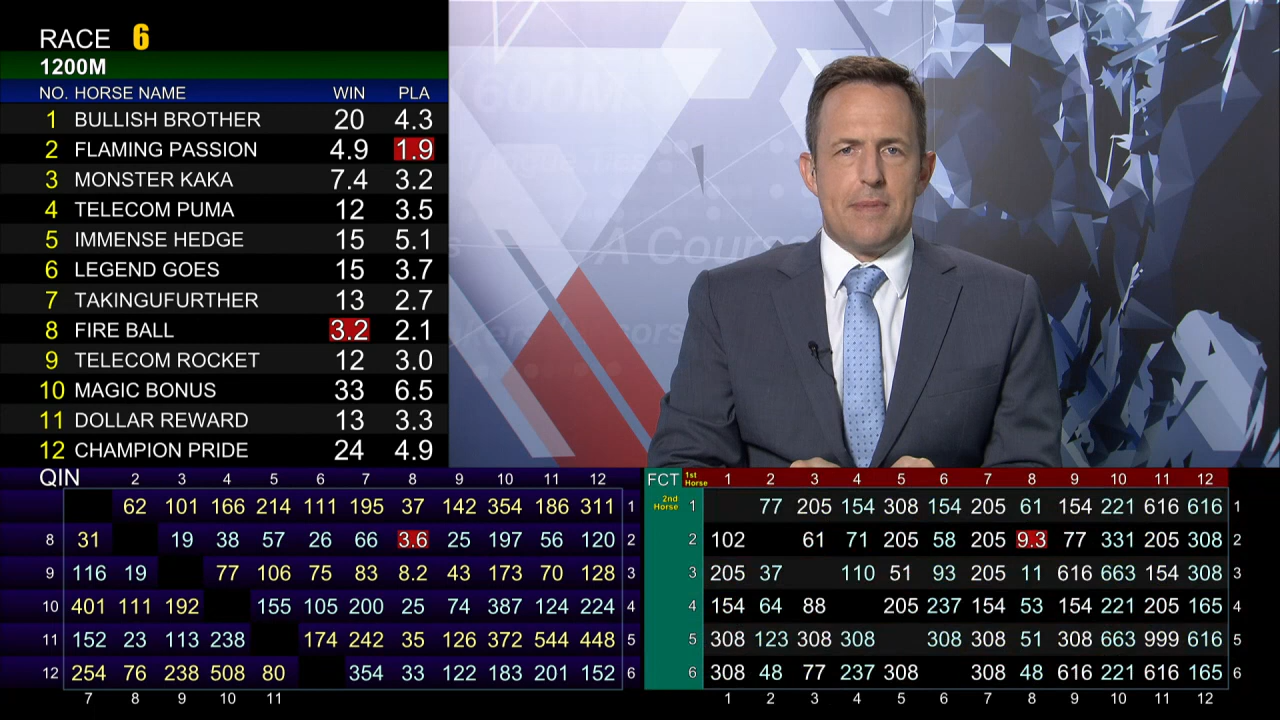 RACE 6
1200M
NO. HORSE NAME WIN PLA
1 BULLISH BROTHER 20 4.3
2 FLAMING PASSION 4.9 1.9
3 MONSTER KAKA 7.4 3.2
4 TELECOM PUMA 12 3.5
5 IMMENSE HEDGE 15 5.1
6 LEGEND GOES 15 3.7
7 TAKINGUFURTHER 13 2.7
8 FIRE BALL 3.2 2.1
9 TELECOM ROCKET 12 3.0
10 MAGIC BONUS 33 6.5
11 DOLLAR REWARD 13 3.3
12 CHAMPION PRIDE 24 4.9
A Course
QIN 2 3 4 5 6 7 8 9 10 11 12
62 101 166 214 111 195 37 142 354 186 311 1
8 31 19 38 57 26 66 3.6 25 197 56 120 2
9 116 19 77 106 75 83 8.2 43 173 70 128 3
10 401 111 192 155 105 200 25 74 387 124 224 4
11 152 23 113 238 174 242 35 126 372 544 448 5
12 254 76 238 508 80 354 33 122 183 201 152 6
7 8 9 10 11
FCT 1st Horse 1 2 3 4 5 6 7 8 9 10 11 12
2nd Horse 1 77 205 154 308 154 205 61 154 221 616 616 1
2 102 61 71 205 58 205 9.3 77 331 205 308 2
3 205 37 110 51 93 205 11 616 663 154 308 3
4 154 64 88 205 237 154 53 154 221 205 165 4
5 308 123 308 308 308 308 51 308 663 999 616 5
6 308 48 77 237 308 308 48 616 221 616 165 6
1 2 3 4 5 6 7 8 9 10 11 12